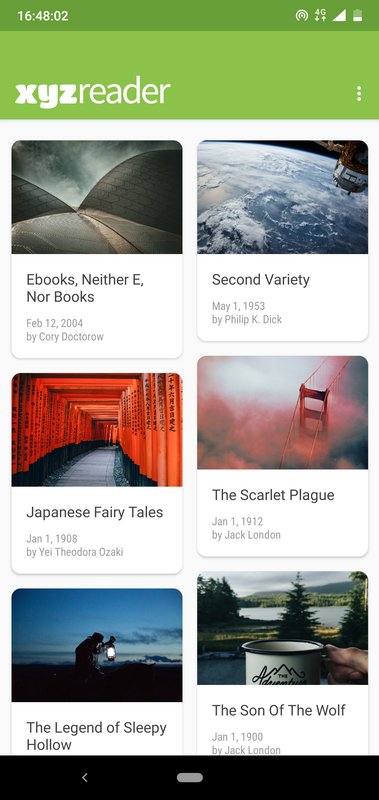 16:48:02
4G
xyzreader
Ebooks, Neither E,
Nor Books
Feb 12, 2004
by Cory Doctorow
Second Variety
May 1, 1953
by Philip K. Dick
Japanese Fairy Tales
Jan 1, 1908
by Yei Theodora Ozaki
The Scarlet Plague
Jan 1, 1912
by Jack London
The Legend of Sleepy
Hollow
THE
Adventure
The Son Of The Wolf
Jan 1, 1900
by Jack London